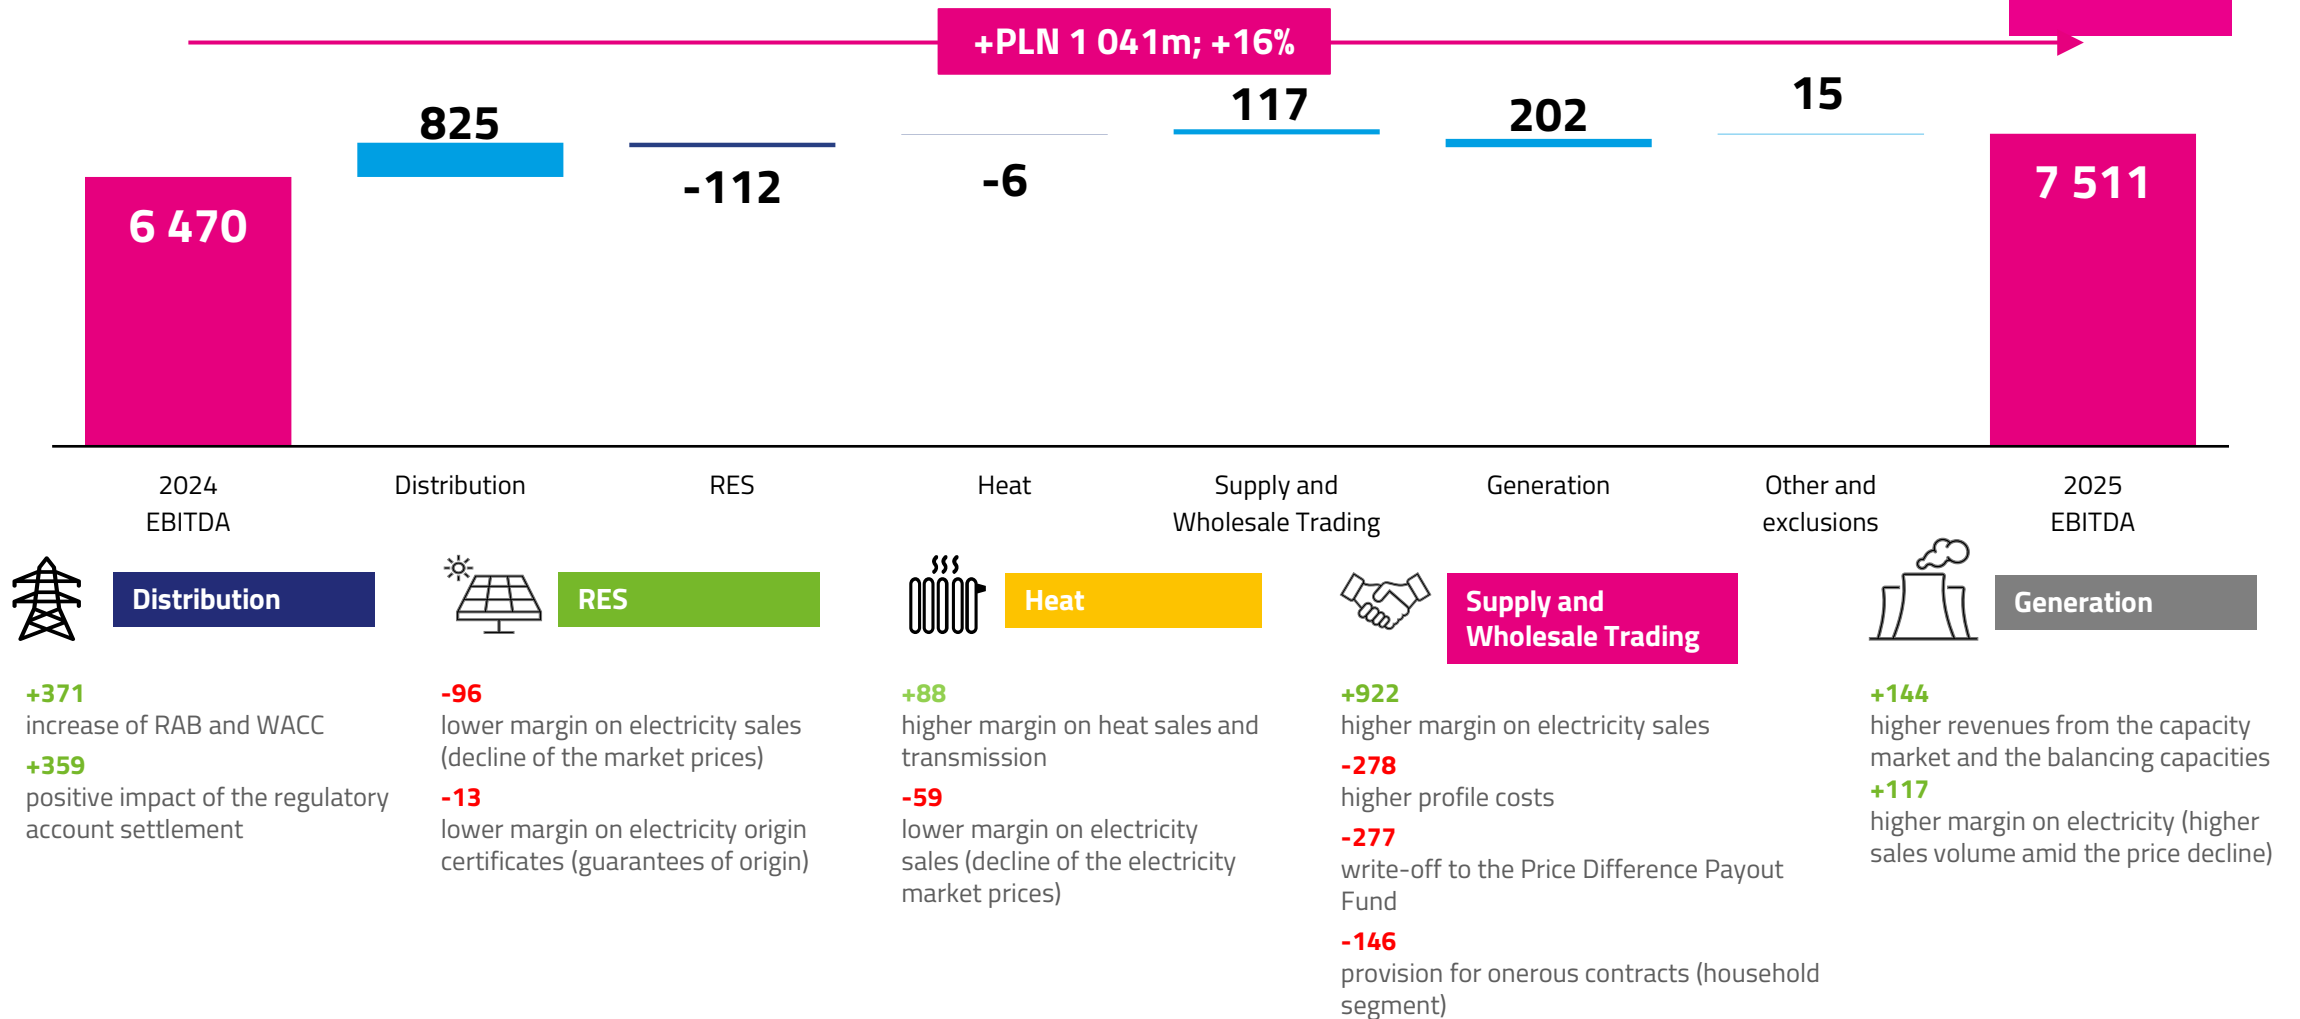 +PLN 1 041m; +16%
825
-112
-6
117
202
15
6 470
7 511
2024
EBITDA
Distribution
RES
Heat
Supply and
Wholesale Trading
Generation
Other and
exclusions
2025
EBITDA
Distribution
+371
increase of RAB and WACC
+359
positive impact of the regulatory
account settlement
RES
-96
lower margin on electricity sales
(decline of the market prices)
-13
lower margin on electricity origin
certificates (guarantees of origin)
Heat
+88
higher margin on heat sales and
transmission
-59
lower margin on electricity
sales (decline of the electricity
market prices)
Supply and
Wholesale Trading
+922
higher margin on electricity sales
-278
higher profile costs
-277
write-off to the Price Difference Payout
Fund
-146
provision for onerous contracts (household
segment)
Generation
+144
higher revenues from the capacity
market and the balancing capacities
+117
higher margin on electricity (higher
sales volume amid the price decline)